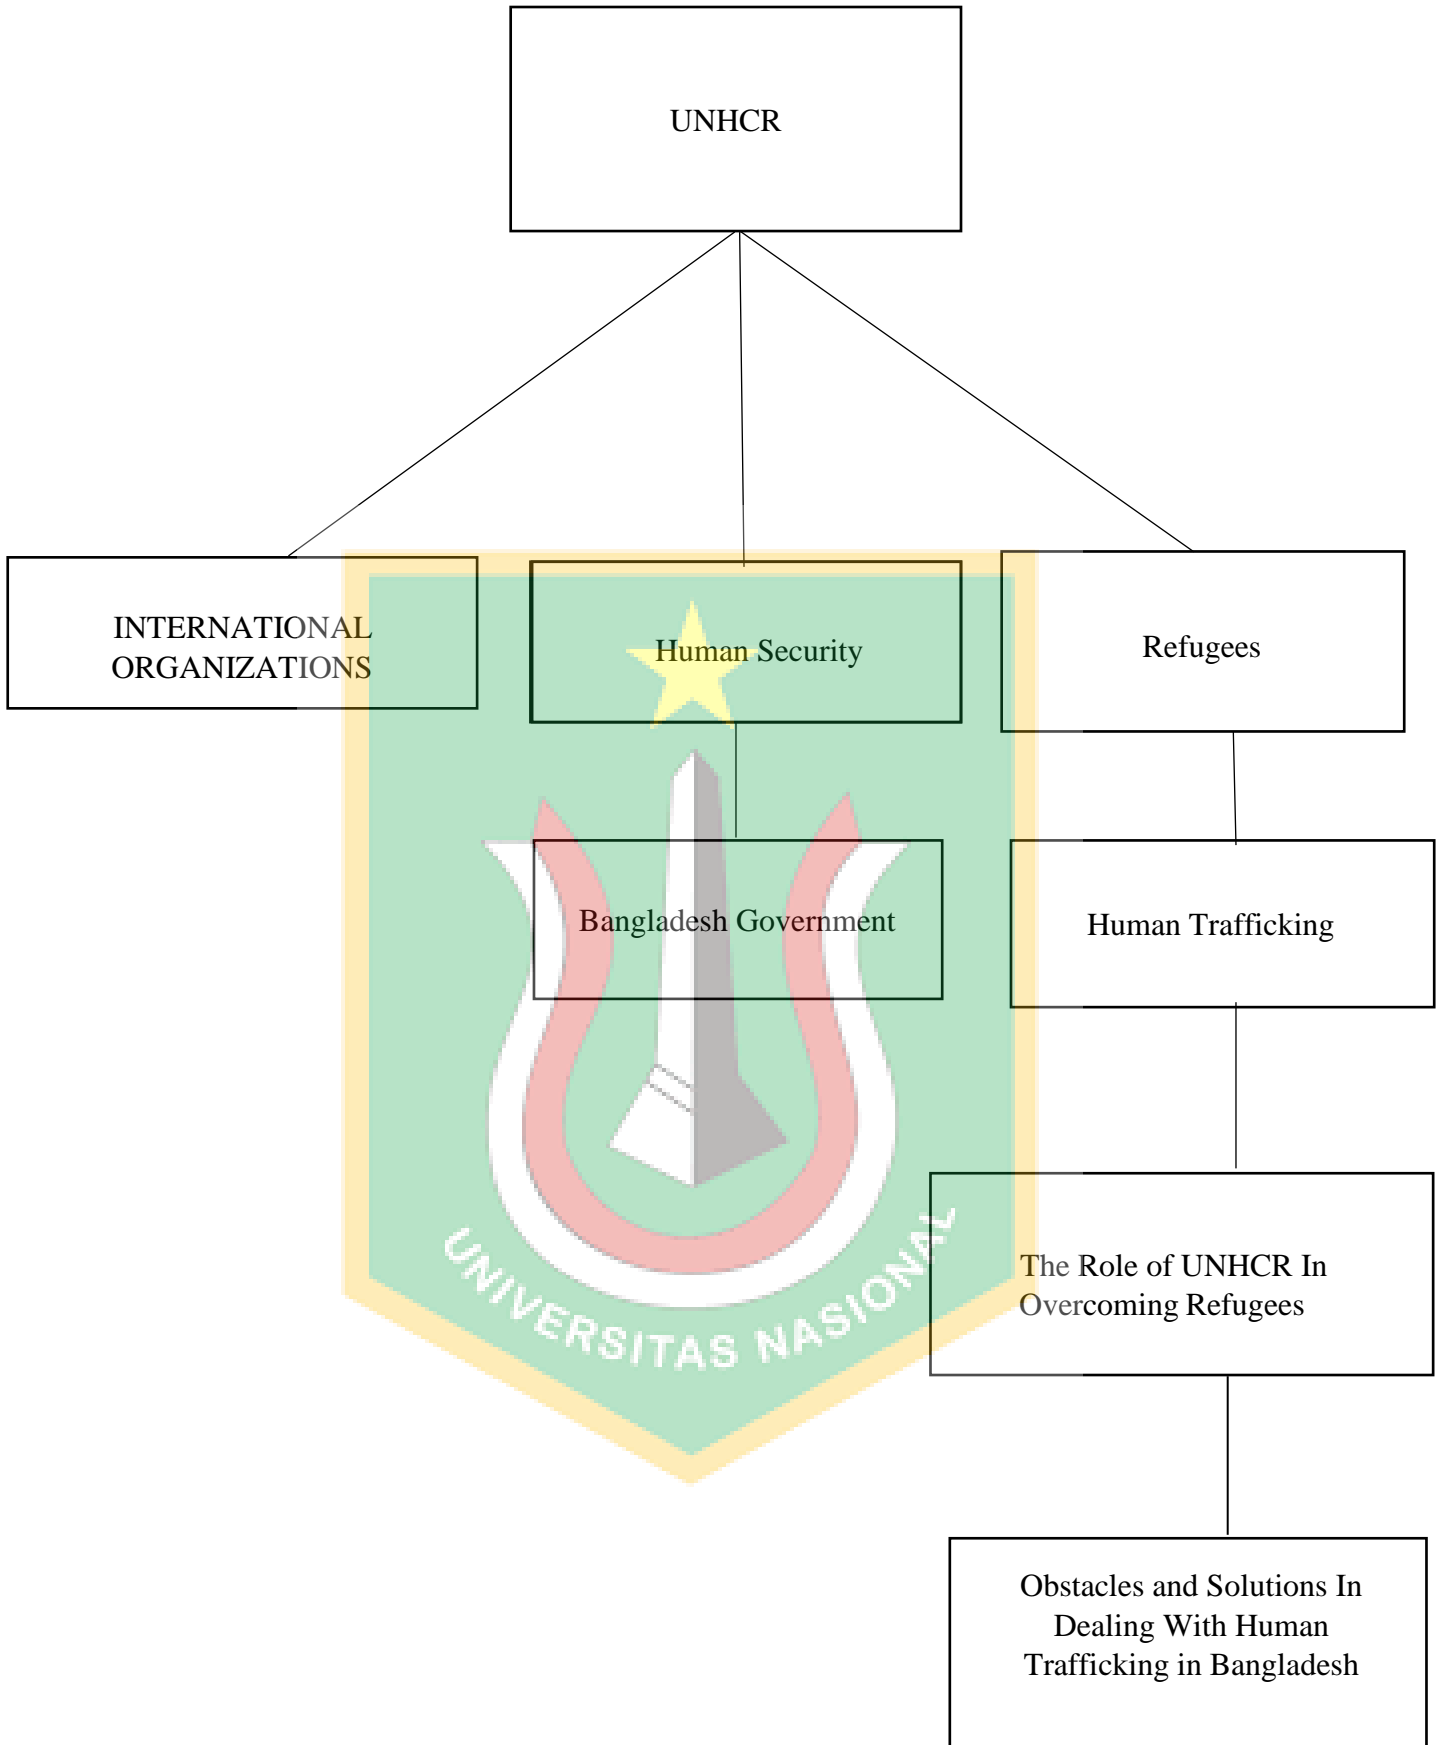 UNHCR
INTERNATIONAL
ORGANIZATIONS
Human Security
Refugees
Bangladesh Government
Human Trafficking
The Role of UNHCR In
Overcoming Refugees
UNIVERSITAS NASIONAL
Obstacles and Solutions In
Dealing With Human
Trafficking in Bangladesh